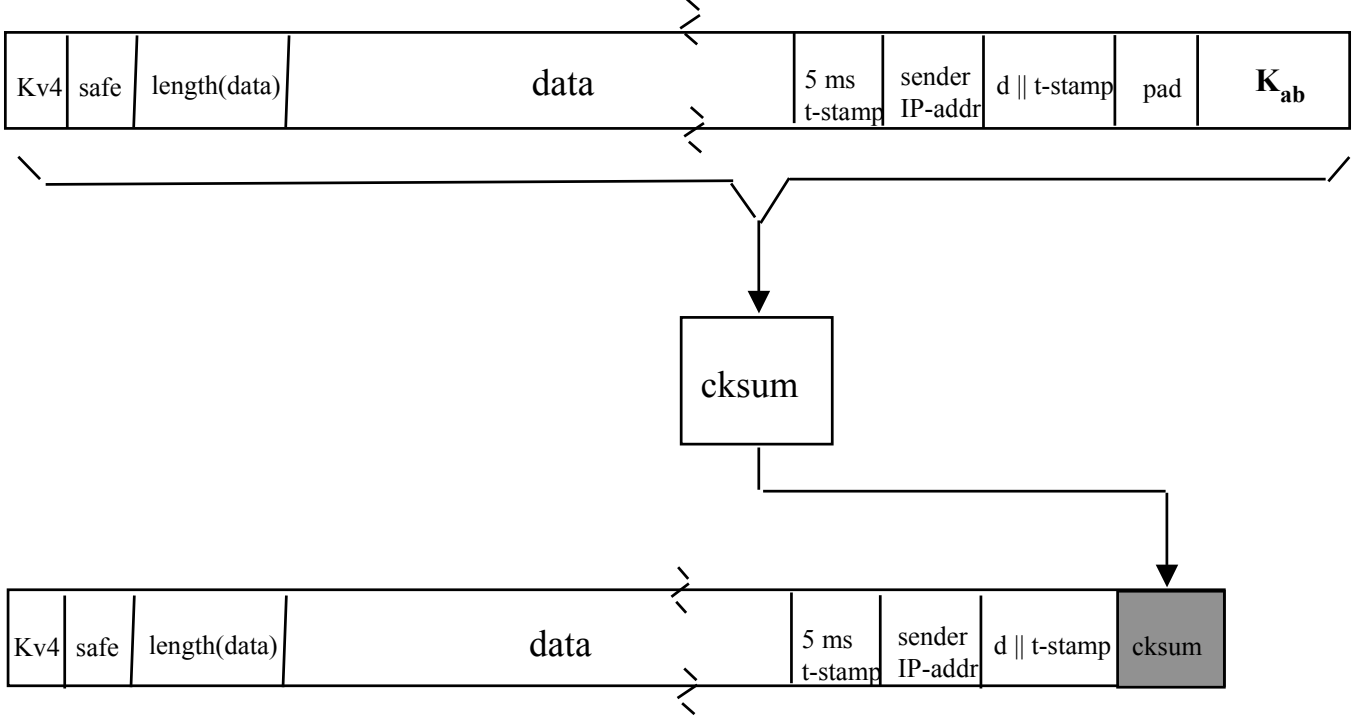 Kv4 safe length(data) data 5 ms t-stamp sender IP-addr d || t-stamp pad K_ab
cksum
Kv4 safe length(data) data 5 ms t-stamp sender IP-addr d || t-stamp cksum